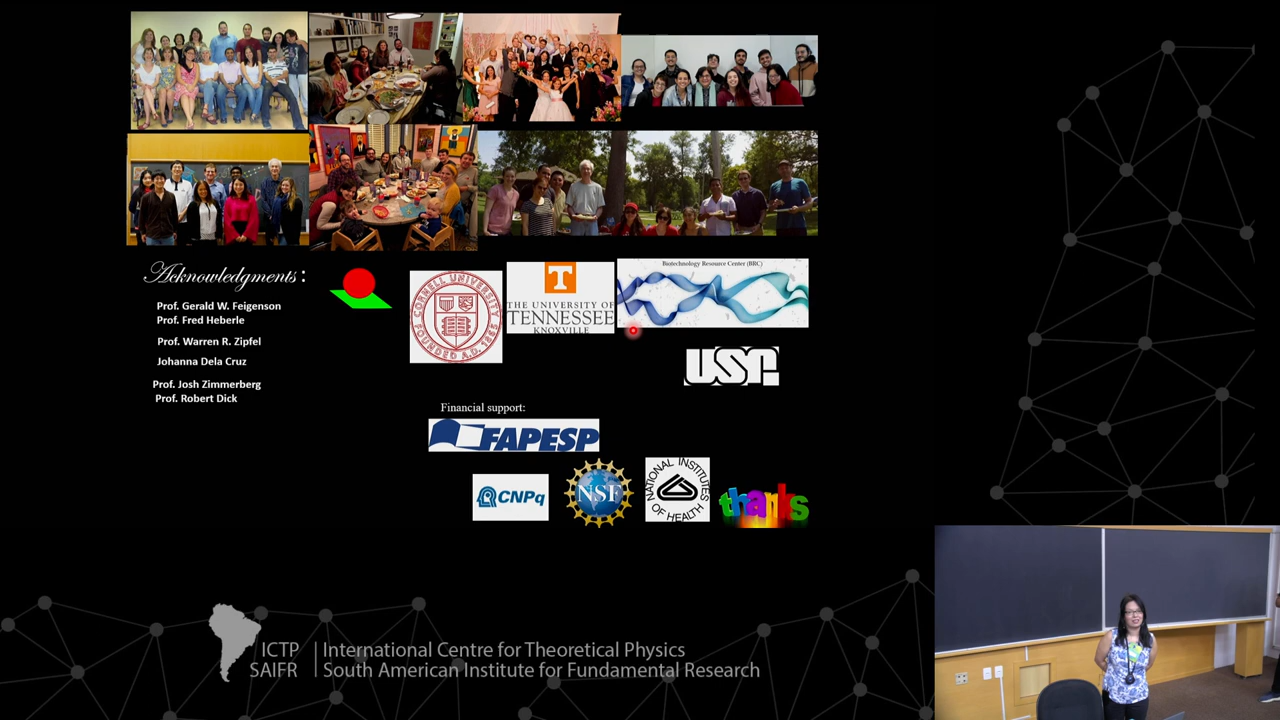 Acknowledgments:
Prof. Gerald W. Feigenson
Prof. Fred Heberle
Prof. Warren R. Zipfel
Johanna Dela Cruz
Prof. Josh Zimmerberg
Prof. Robert Dick
CORNELL UNIVERSITY
FOUNDED A.D. 1865
T
THE UNIVERSITY OF
TENNESSEE
KNOXVILLE
Biotechnology Resource Center (BRC)
USP
Financial support:
FAPESP
CNPq
NSF
NATIONAL INSTITUTES
OF HEALTH
thanks
ICTP
SAIFR
International Centre for Theoretical Physics
South American Institute for Fundamental Research